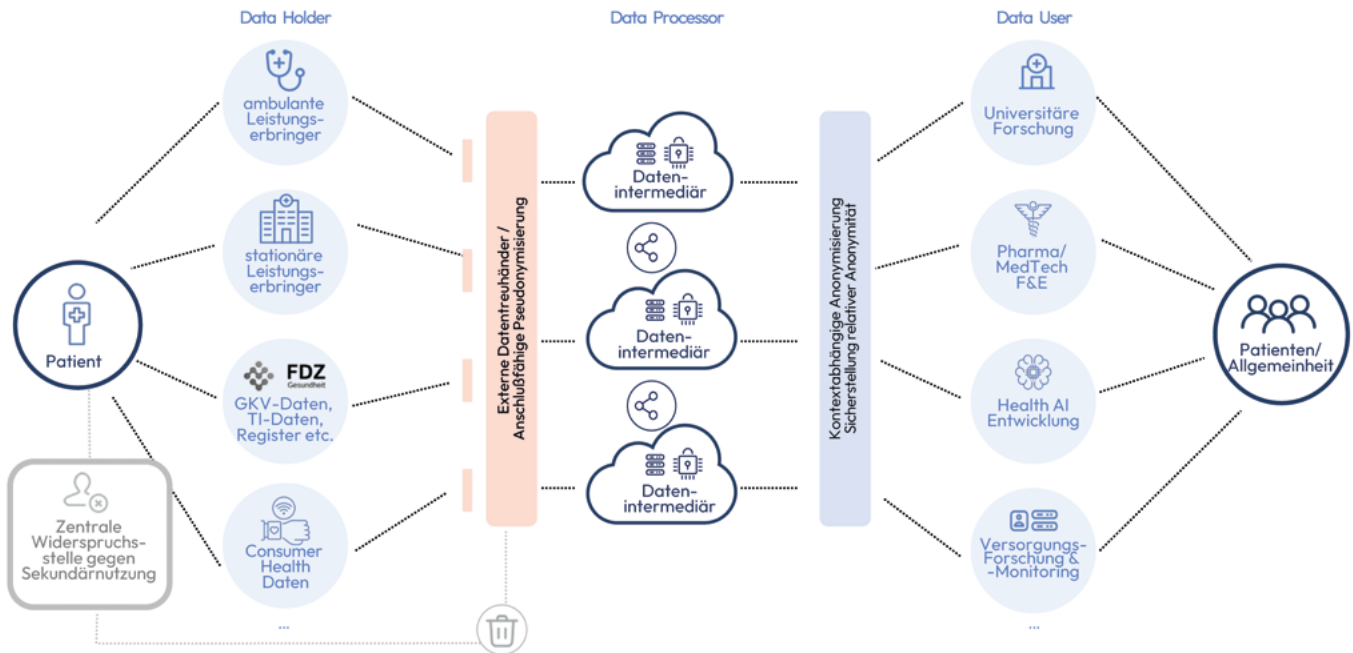 Data Holder
Data Processor
Data User
ambulante
Leistungs-
erbringer
stationäre
Leistungs-
erbringer
Patient
FDZ
Gesundheit
GKV-Daten,
TI-Daten,
Register etc.
Zentrale
Widerspruchs-
stelle gegen
Sekundärnutzung
Consumer
Health
Daten
...
Externe Datentreuhänder /
Anschlußfähige Pseudonymisierung
Daten-
intermediär
Daten-
intermediär
Daten-
intermediär
Kontextabhängige Anonymisierung
Sicherstellung relativer Anonymität
Universitäre
Forschung
Pharma/
MedTech
F&E
Health AI
Entwicklung
Versorgungs-
Forschung &
-Monitoring
...
Patienten/
Allgemeinheit